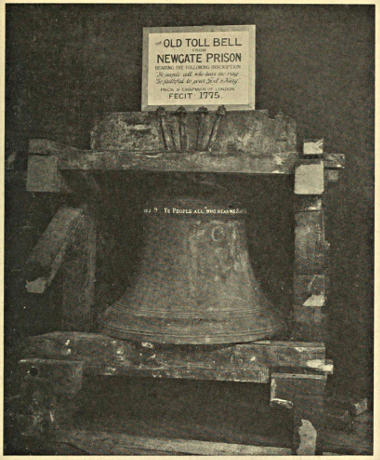 THE OLD TOLL BELL
FROM
NEWGATE PRISON
BEARING THE FOLLOWING INSCRIPTION
Ye people all who hear me ring
Be faithful to your God & King
PACK & CHAPMAN OF LONDON
FECIT 1775.
YE PEOPLE ALL WHO HEAR ME